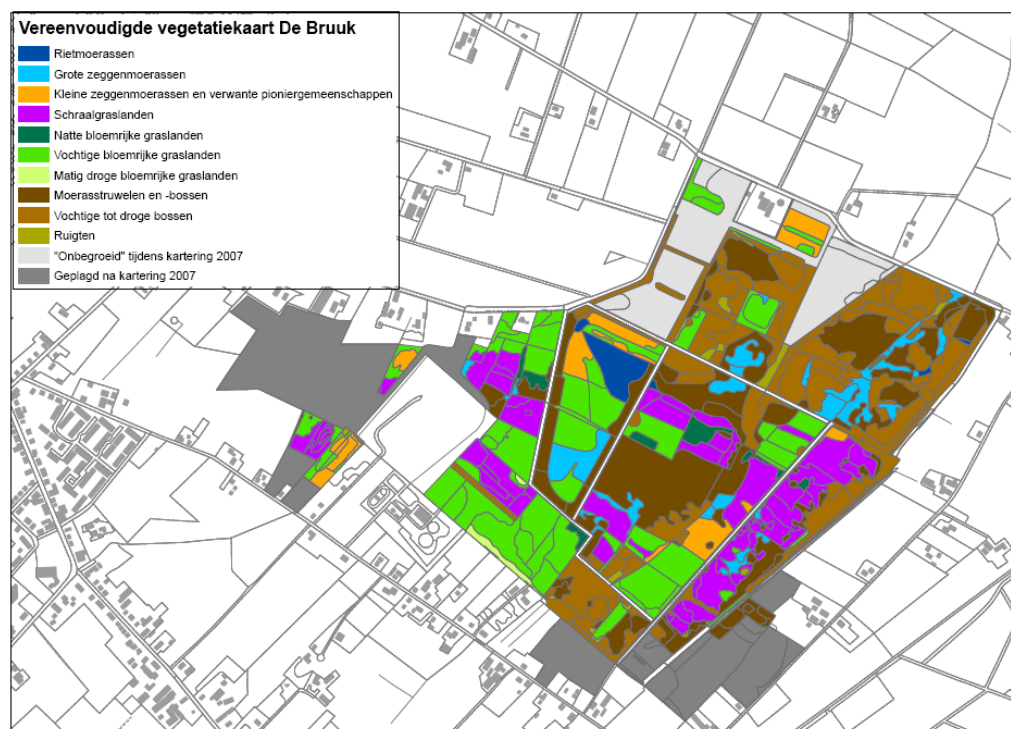 Vereenvoudigde vegetatiekaart De Bruuk
Rietmoerassen
Grote zeggenmoerassen
Kleine zeggenmoerassen en verwante pioniergemeenschappen
Schraalgraslanden
Natte bloemrijke graslanden
Vochtige bloemrijke graslanden
Matig droge bloemrijke graslanden
Moerasstruwelen en -bossen
Vochtige tot droge bossen
Ruigten
"Onbegroeid" tijdens kartering 2007
Geplagd na kartering 2007